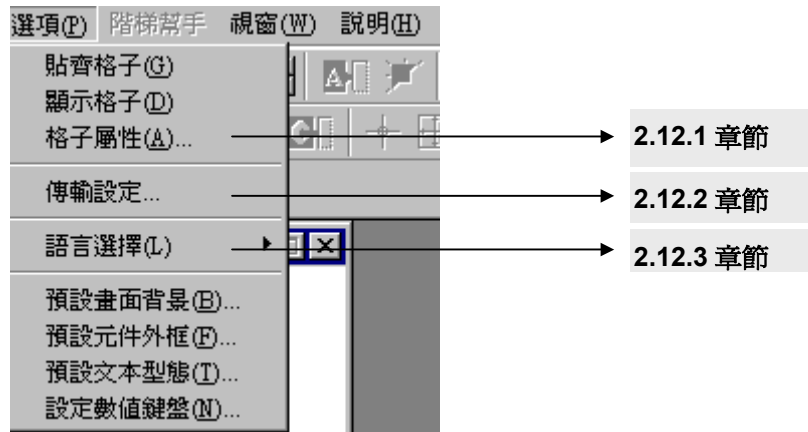 選項(P) 階梯幫手 視窗(W) 說明(H)
貼齊格子(G)
顯示格子(D)
格子屬性(A)...
2.12.1 章節
傳輸設定...
2.12.2 章節
語言選擇(L)
2.12.3 章節
預設畫面背景(B)...
預設元件外框(F)...
預設文本型態(T)...
設定數值鍵盤(N)...